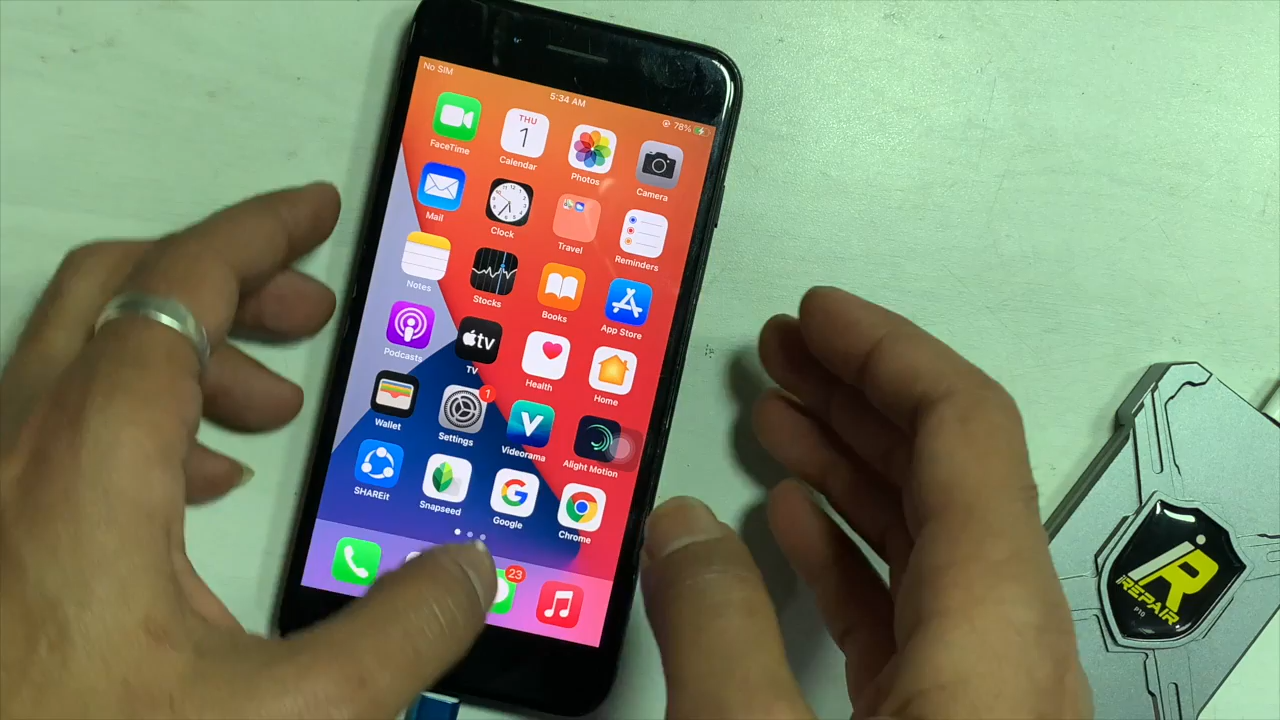 No SIM
5:34 AM
78%
FaceTime
THU
1
Calendar
Photos
Camera
Mail
Clock
Travel
Reminders
Notes
Stocks
Books
App Store
Podcasts
tv
TV
Health
Home
Wallet
1
Settings
Videorama
Alight Motion
SHAREit
Snapseed
Google
Chrome
23
iR
iREPAIR
P10